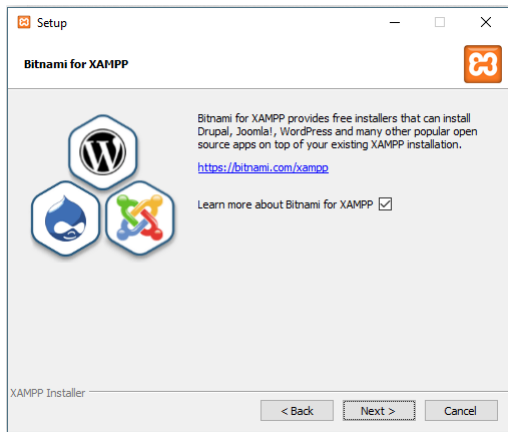 Setup
Bitnami for XAMPP
Bitnami for XAMPP provides free installers that can install
Drupal, Joomla!, WordPress and many other popular open
source apps on top of your existing XAMPP installation.
https://bitnami.com/xampp
Learn more about Bitnami for XAMPP
XAMPP Installer
< Back Next > Cancel